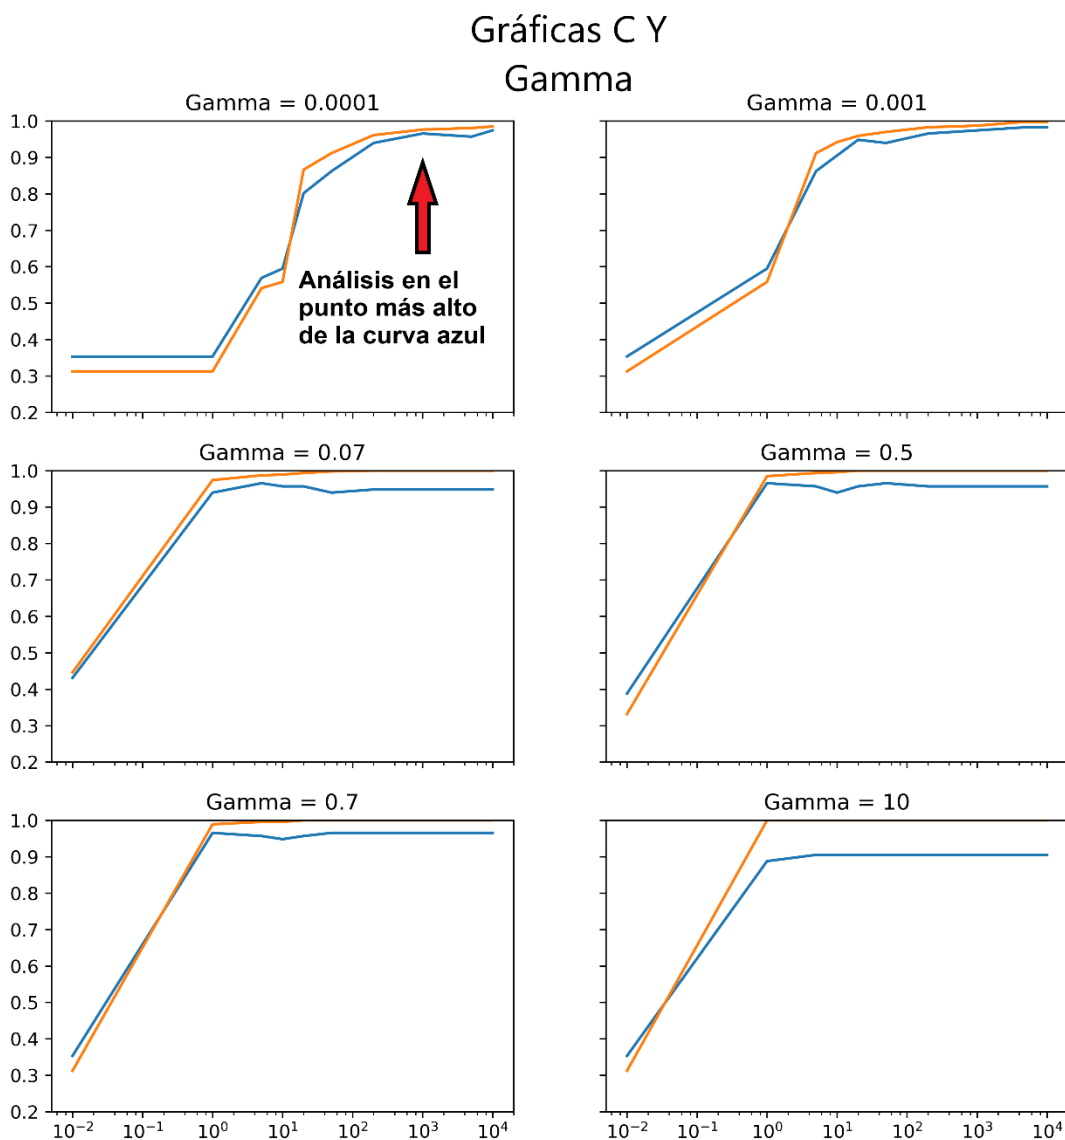 Gráficas C Y
Gamma
Gamma = 0.0001
1.0
0.9
0.8
0.7
0.6
0.5
0.4
0.3
0.2
Análisis en el
punto más alto
de la curva azul
Gamma = 0.001
Gamma = 0.07
1.0
0.9
0.8
0.7
0.6
0.5
0.4
0.3
0.2
Gamma = 0.5
Gamma = 0.7
1.0
0.9
0.8
0.7
0.6
0.5
0.4
0.3
0.2
10⁻² 10⁻¹ 10⁰ 10¹ 10² 10³ 10⁴
Gamma = 10
10⁻² 10⁻¹ 10⁰ 10¹ 10² 10³ 10⁴